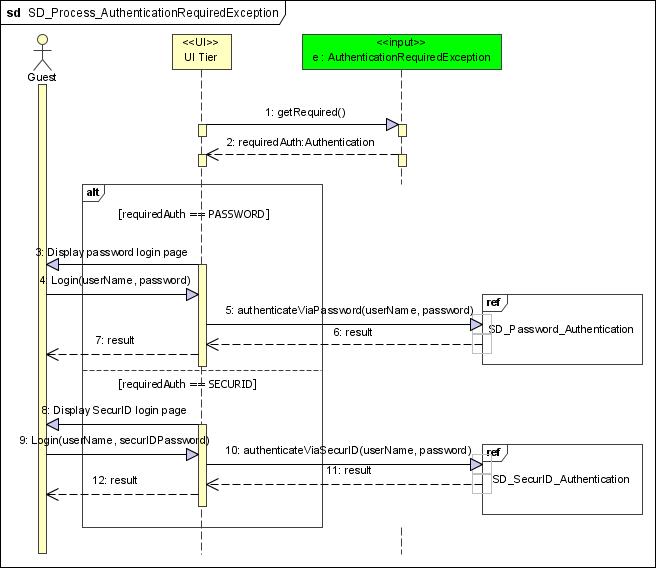 sd SD_Process_AuthenticationRequiredException
<<UI>>
UI Tier
<<input>>
e : AuthenticationRequiredException
Guest
1: getRequired()
2: requiredAuth:Authentication
alt
[requiredAuth == PASSWORD]
3: Display password login page
4: Login(userName, password)
ref
5: authenticateViaPassword(userName, password)
SD_Password_Authentication
6: result
7: result
[requiredAuth == SECURID]
8: Display SecurID login page
9: Login(userName, securIDPassword)
ref
10: authenticateViaSecurID(userName, password)
11: result
SD_SecurID_Authentication
12: result